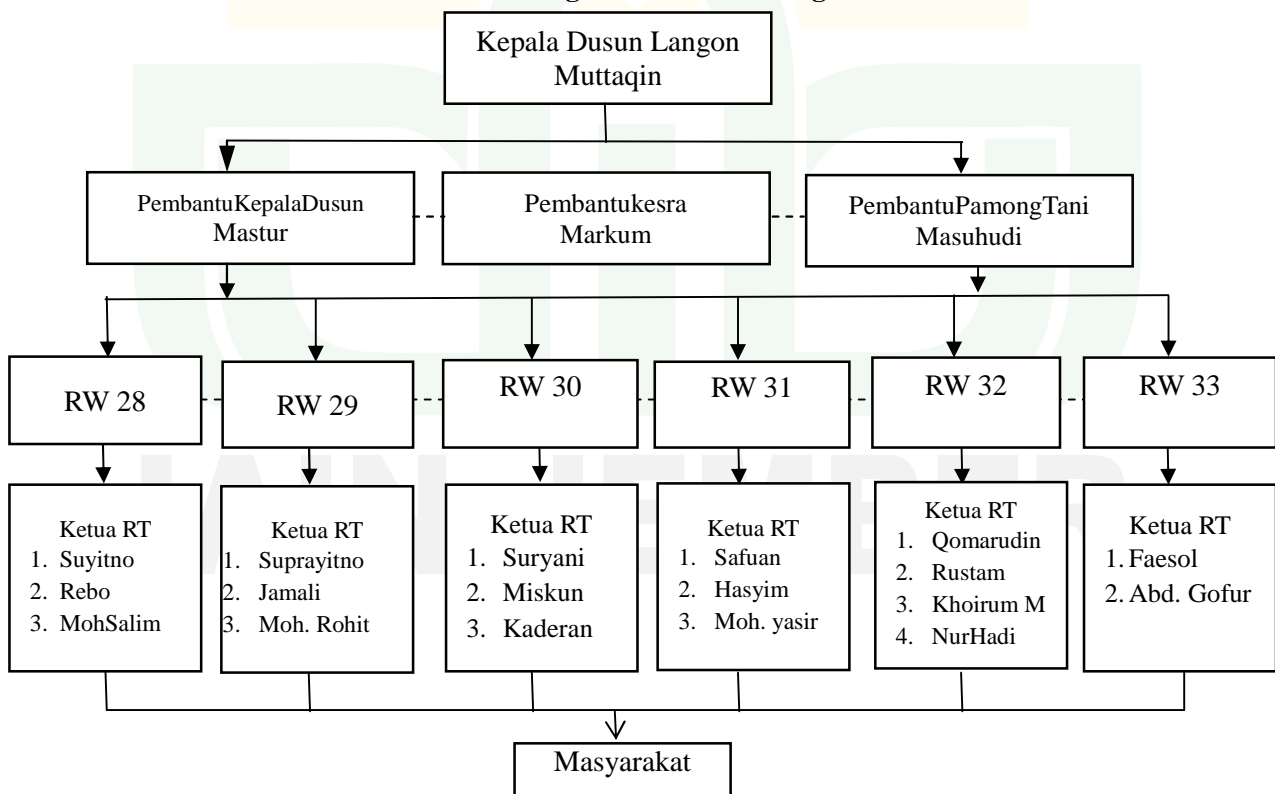 Kepala Dusun Langon
Muttaqin
PembantuKepalaDusun
Mastur
Pembantukesra
Markum
PembantuPamongTani
Masuhudi
RW 28
RW 29
RW 30
RW 31
RW 32
RW 33
Ketua RT
1. Suyitno
2. Rebo
3. MohSalim
Ketua RT
1. Suprayitno
2. Jamali
3. Moh. Rohit
Ketua RT
1. Suryani
2. Miskun
3. Kaderan
Ketua RT
1. Safuan
2. Hasyim
3. Moh. yasir
Ketua RT
1. Qomarudin
2. Rustam
3. Khoirum M
4. NurHadi
Ketua RT
1. Faesol
2. Abd. Gofur
Masyarakat
IAIN JEMBER